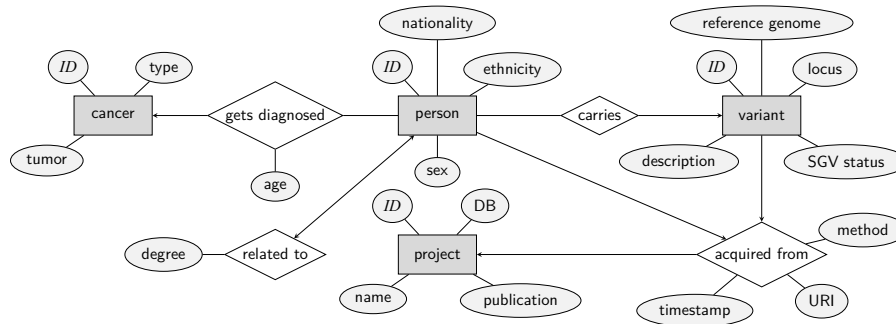 nationality
reference genome
ID
type
ID
ethnicity
ID
locus
cancer
gets diagnosed
person
carries
variant
tumor
age
sex
description
SGV status
ID
DB
method
degree
related to
project
acquired from
name
publication
timestamp
URI